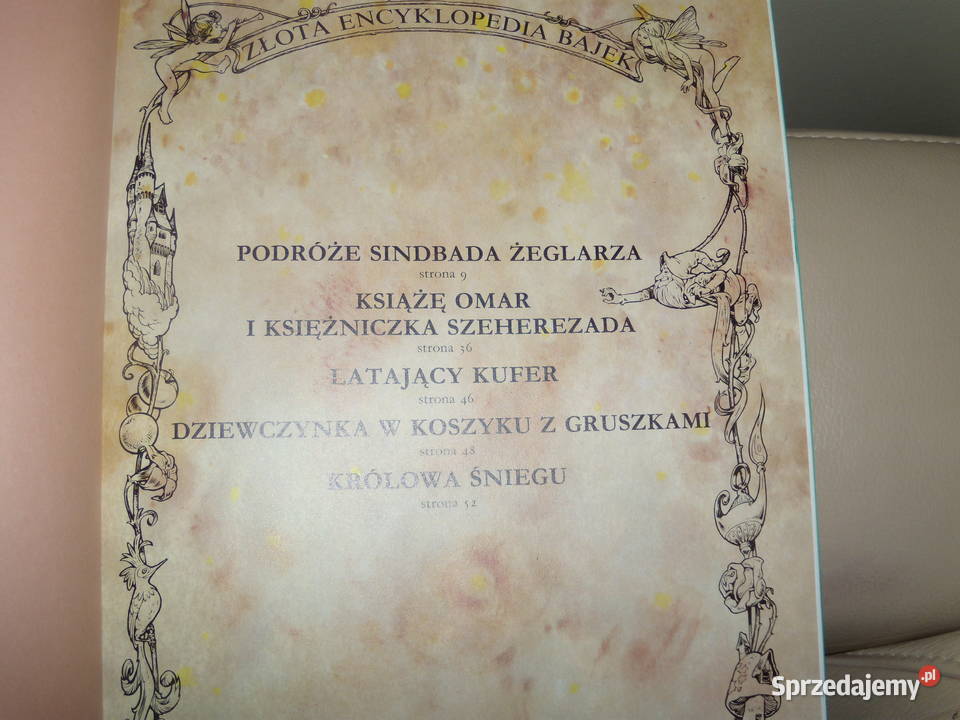 ZŁOTA ENCYKLOPEDIA BAJEK
PODRÓŻE SINDBADA ŻEGLARZA
strona 9
KSIĄŻĘ OMAR
I KSIĘŻNICZKA SZEHEREZADA
strona 36
LATAJĄCY KUFER
strona 46
DZIEWCZYNKA W KOSZYKU Z GRUSZKAMI
strona 48
KRÓLOWA ŚNIEGU
strona 52
Sprzedajemy.pl